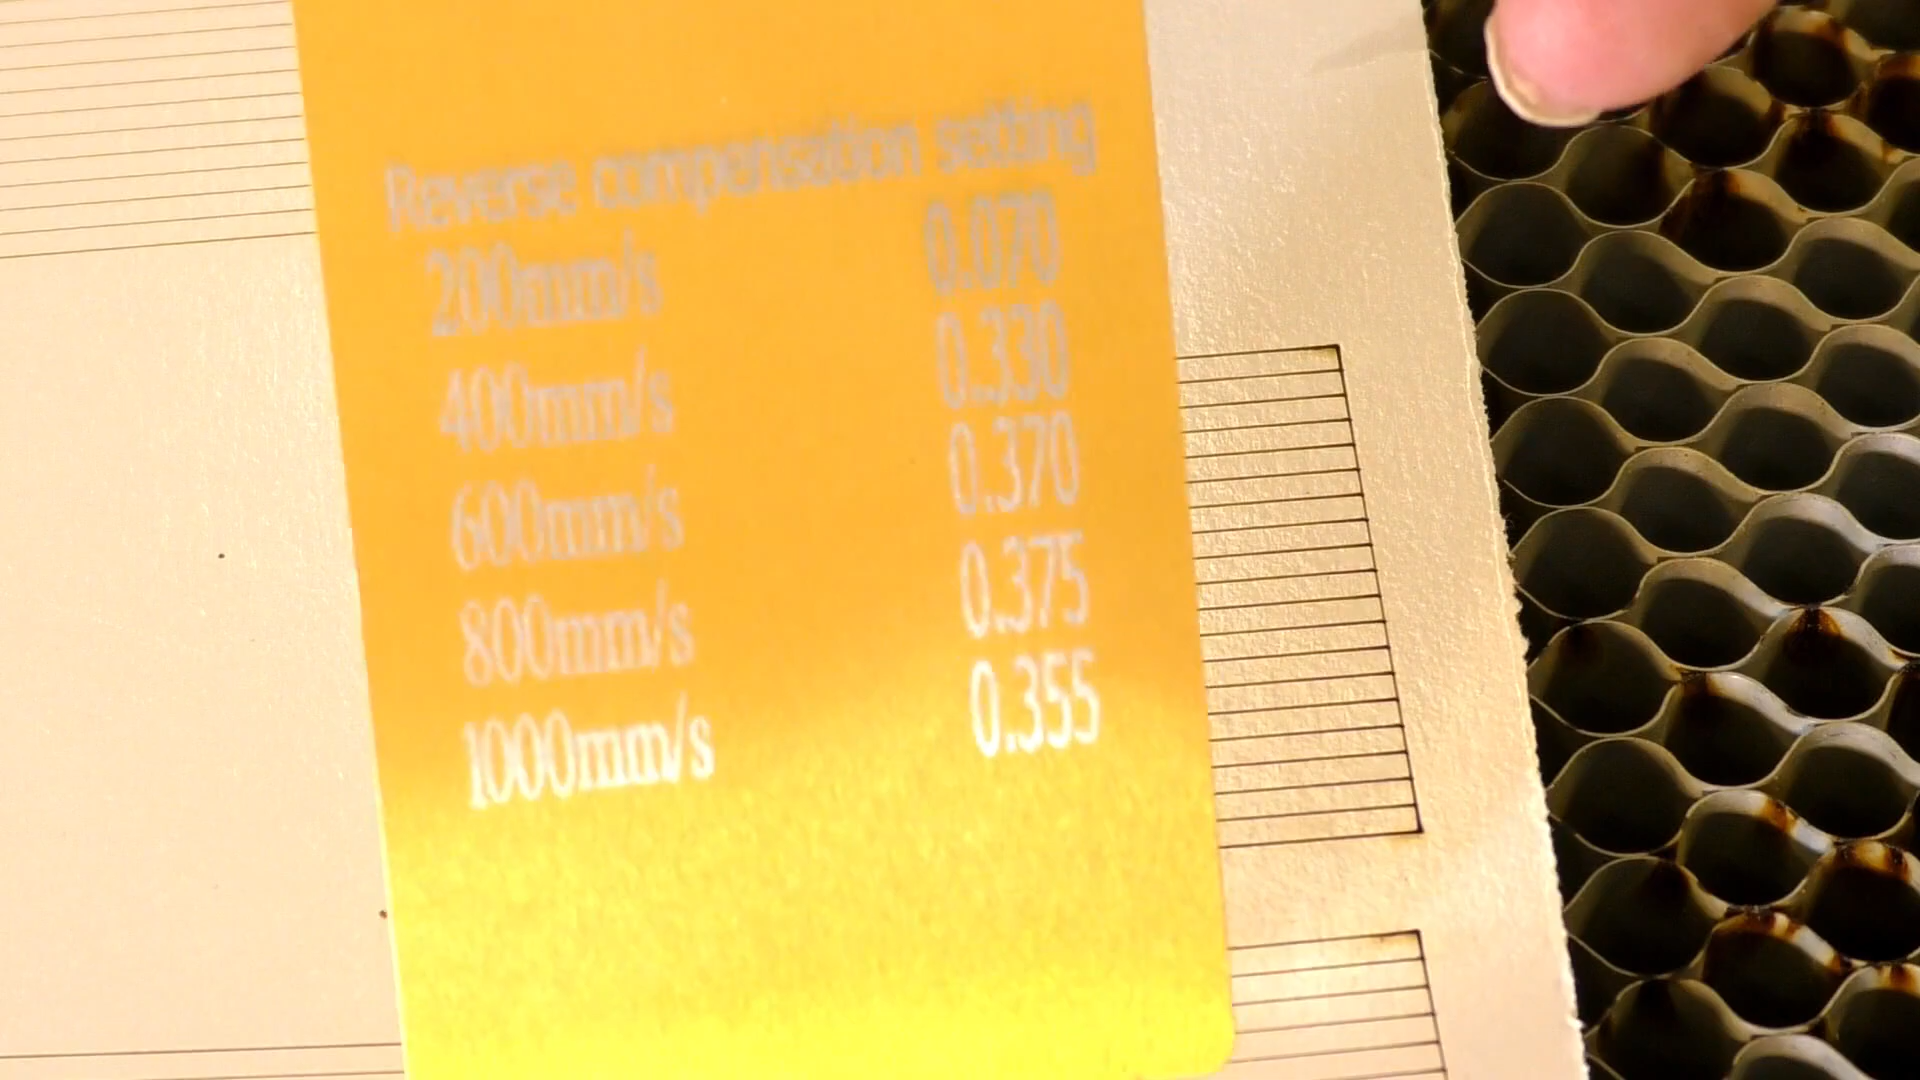 Reverse compensation setting
200mm/s 0.070
400mm/s 0.330
600mm/s 0.370
800mm/s 0.375
1000mm/s 0.355